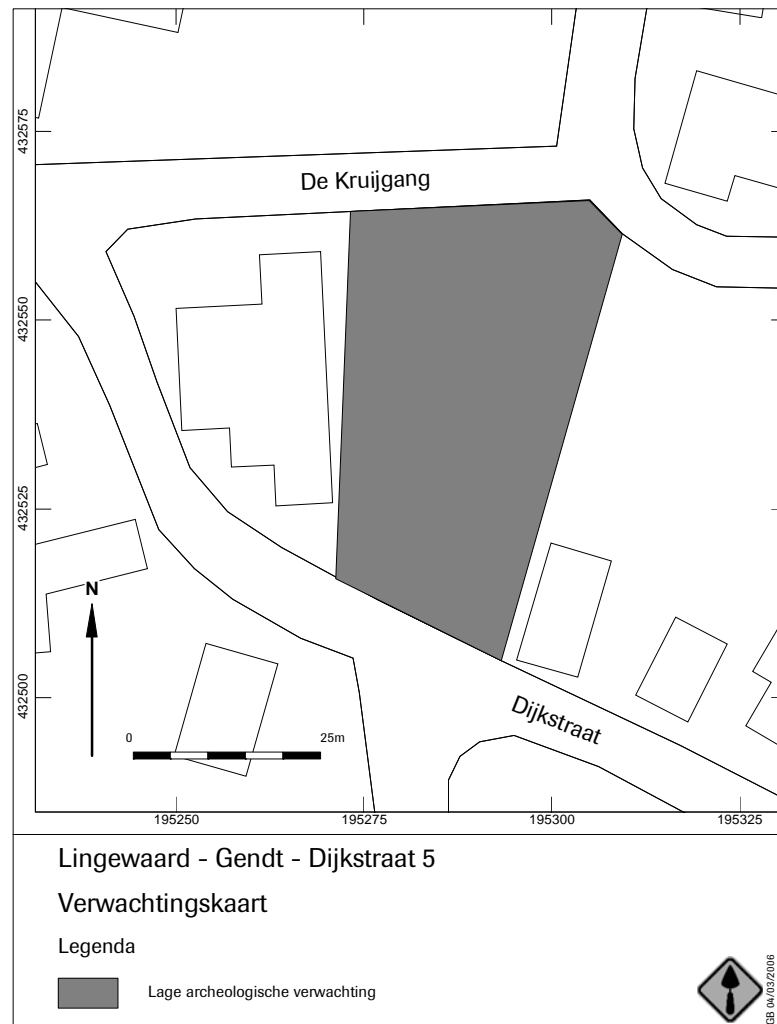 432575
De Kruijgang
432550
432525
N
432500
Dijkstraat
0 25m
195250 195275 195300 195325
Lingewaard - Gendt - Dijkstraat 5
Verwachtingskaart
Legenda
Lage archeologische verwachting
GB 04/03/2006